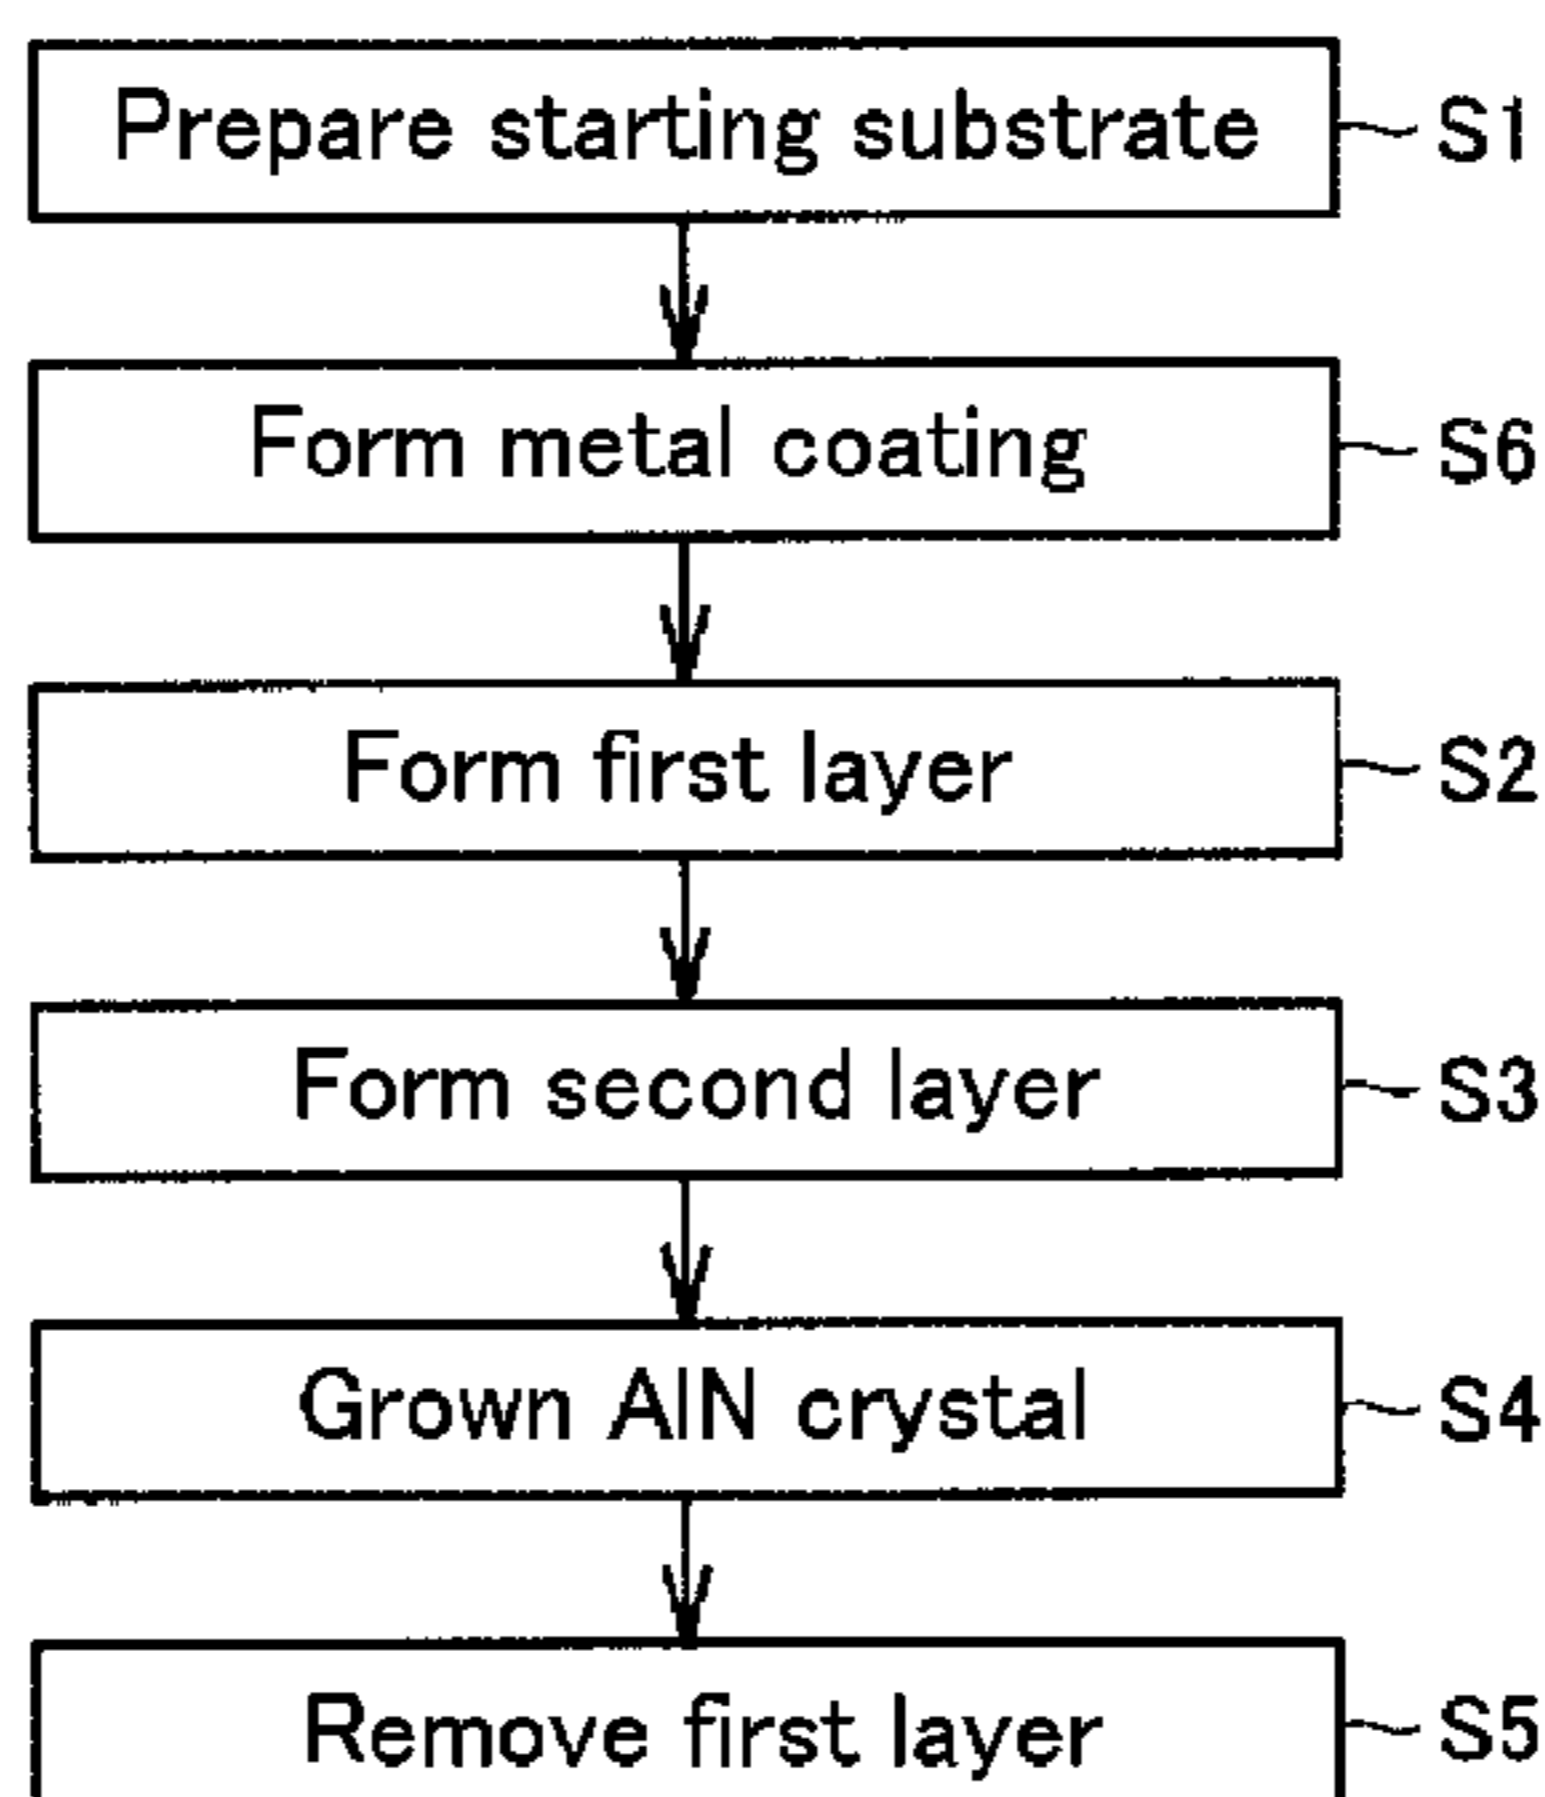 Prepare starting substrate S1
Form metal coating S6
Form first layer S2
Form second layer S3
Grown AlN crystal S4
Remove first layer S5